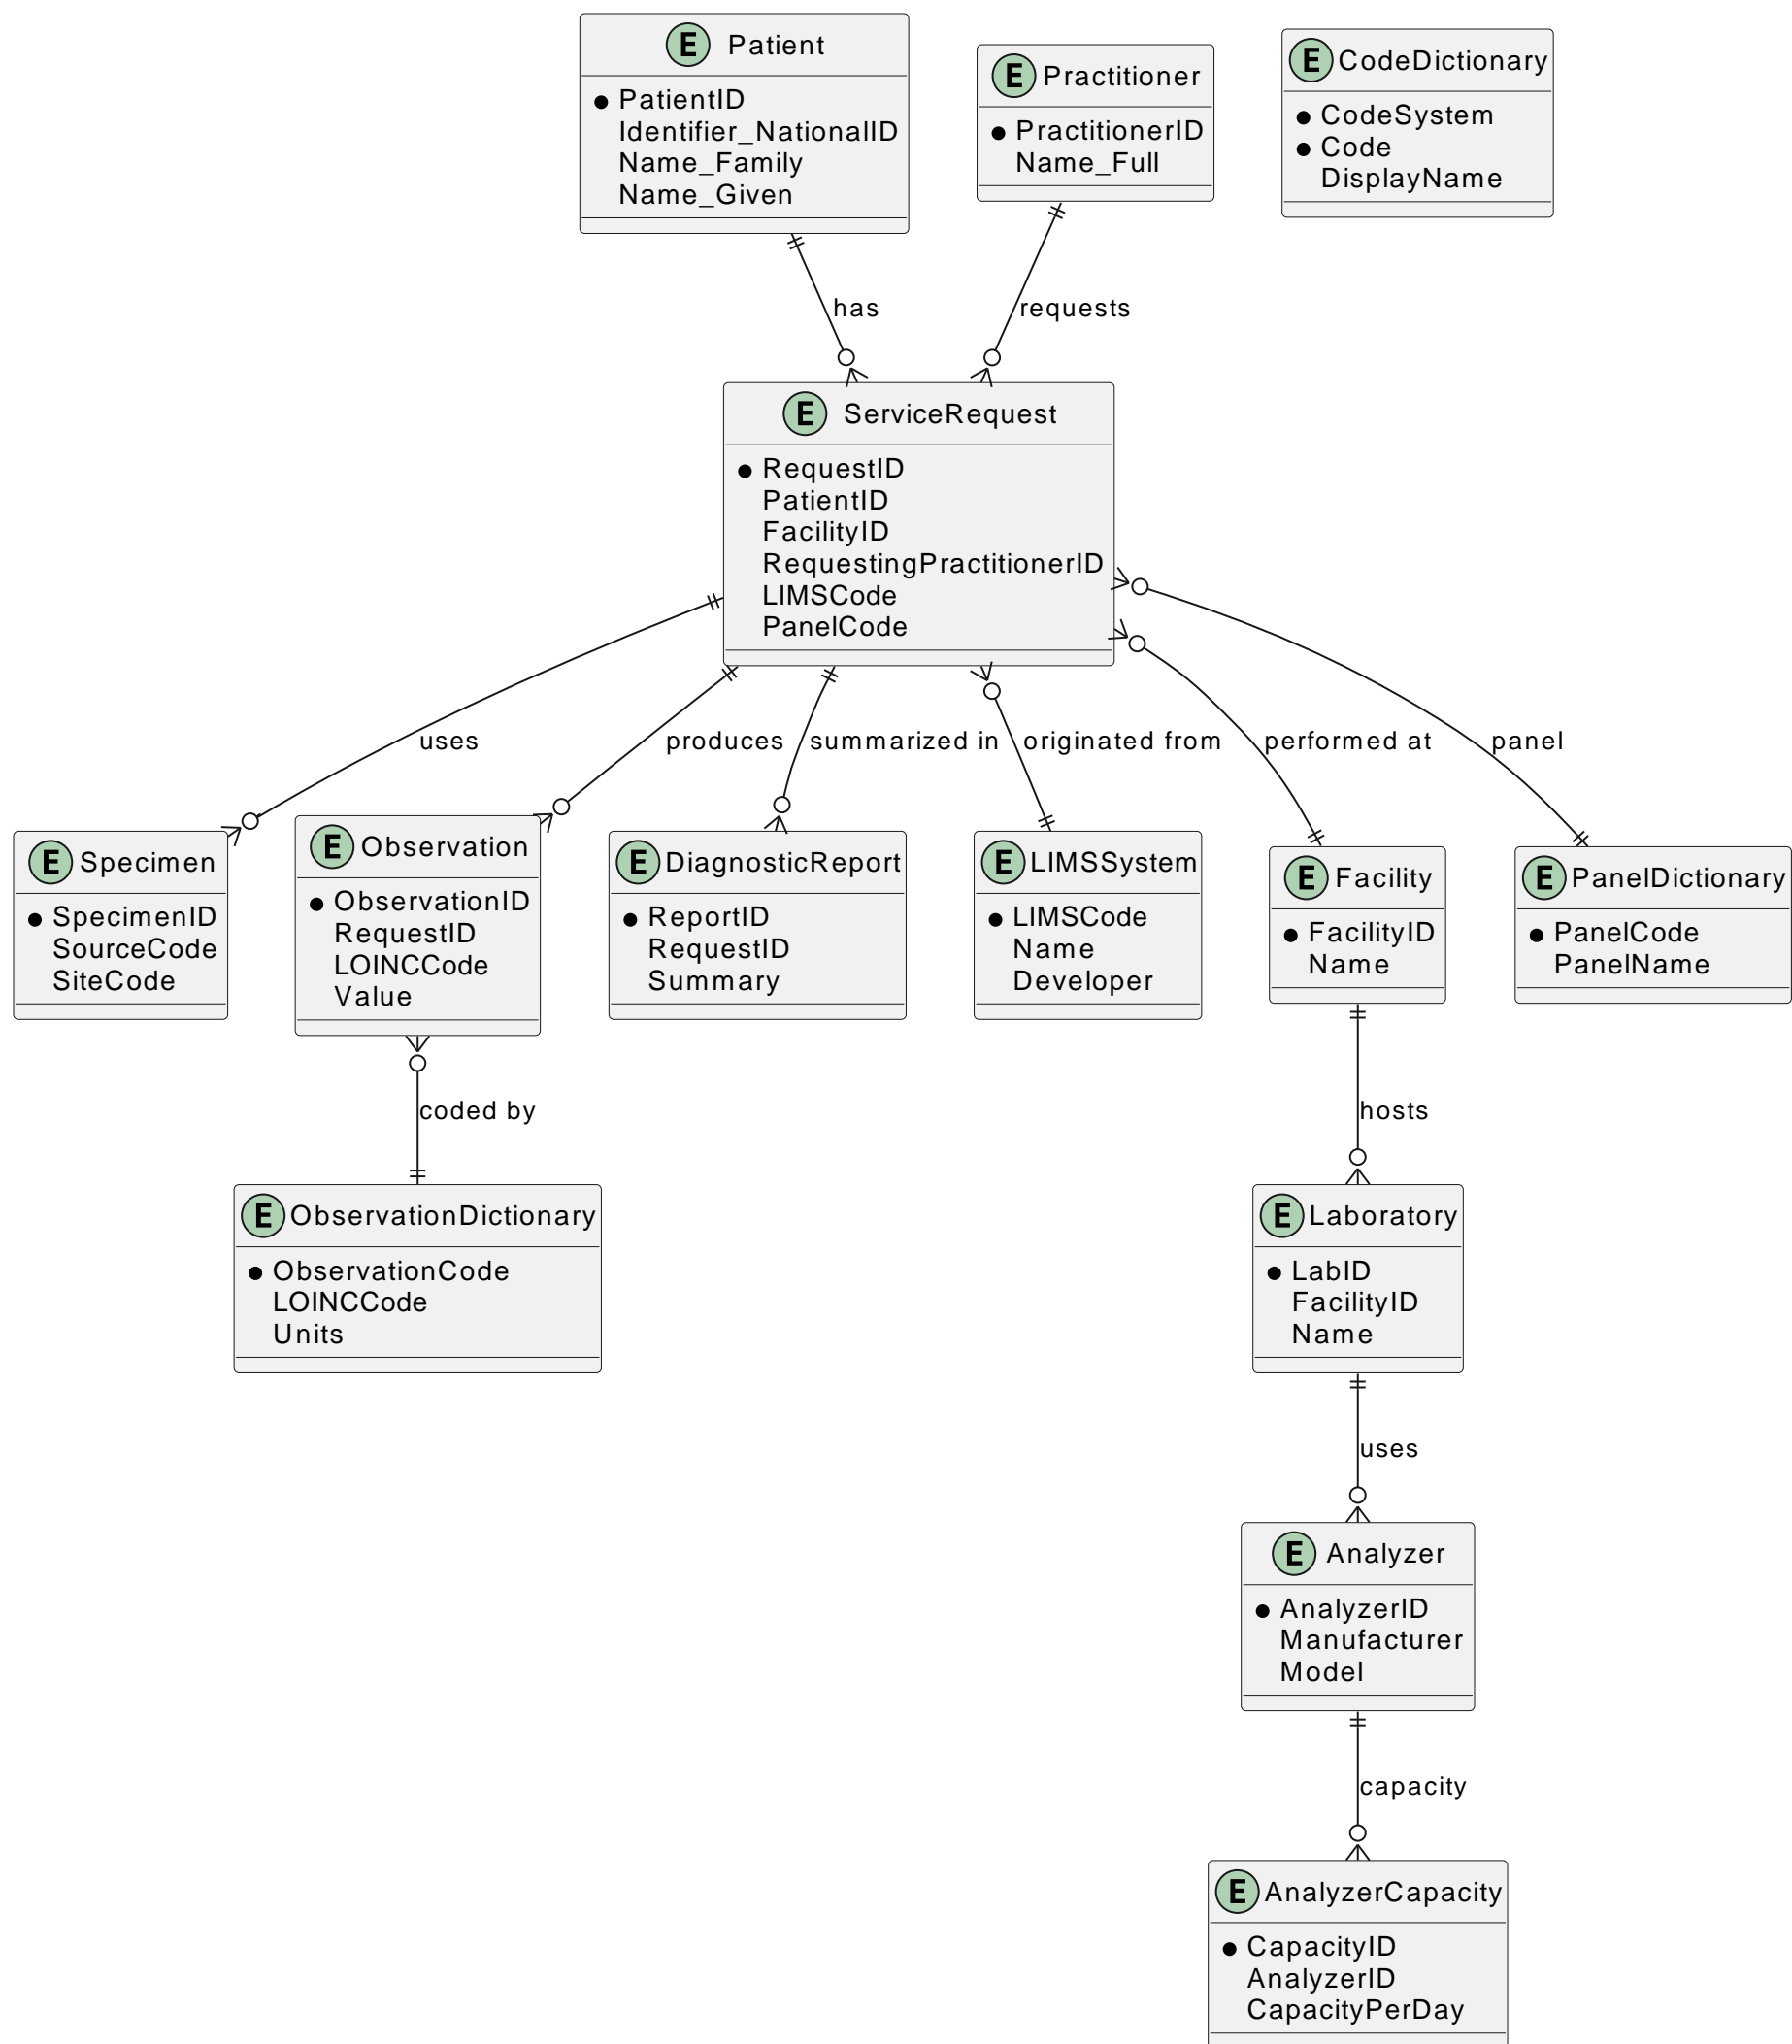 E Patient
PatientID
Identifier_NationalID
Name_Family
Name_Given
E Practitioner
PractitionerID
Name_Full
E CodeDictionary
CodeSystem
Code
DisplayName
has
requests
E ServiceRequest
RequestID
PatientID
FacilityID
RequestingPractitionerID
LIMSCode
PanelCode
uses
produces
summarized in
originated from
performed at
panel
E Specimen
SpecimenID
SourceCode
SiteCode
E Observation
ObservationID
RequestID
LOINCCode
Value
E DiagnosticReport
ReportID
RequestID
Summary
E LIMSSystem
LIMSCode
Name
Developer
E Facility
FacilityID
Name
E PanelDictionary
PanelCode
PanelName
coded by
hosts
E ObservationDictionary
ObservationCode
LOINCCode
Units
E Laboratory
LabID
FacilityID
Name
uses
E Analyzer
AnalyzerID
Manufacturer
Model
capacity
E AnalyzerCapacity
CapacityID
AnalyzerID
CapacityPerDay